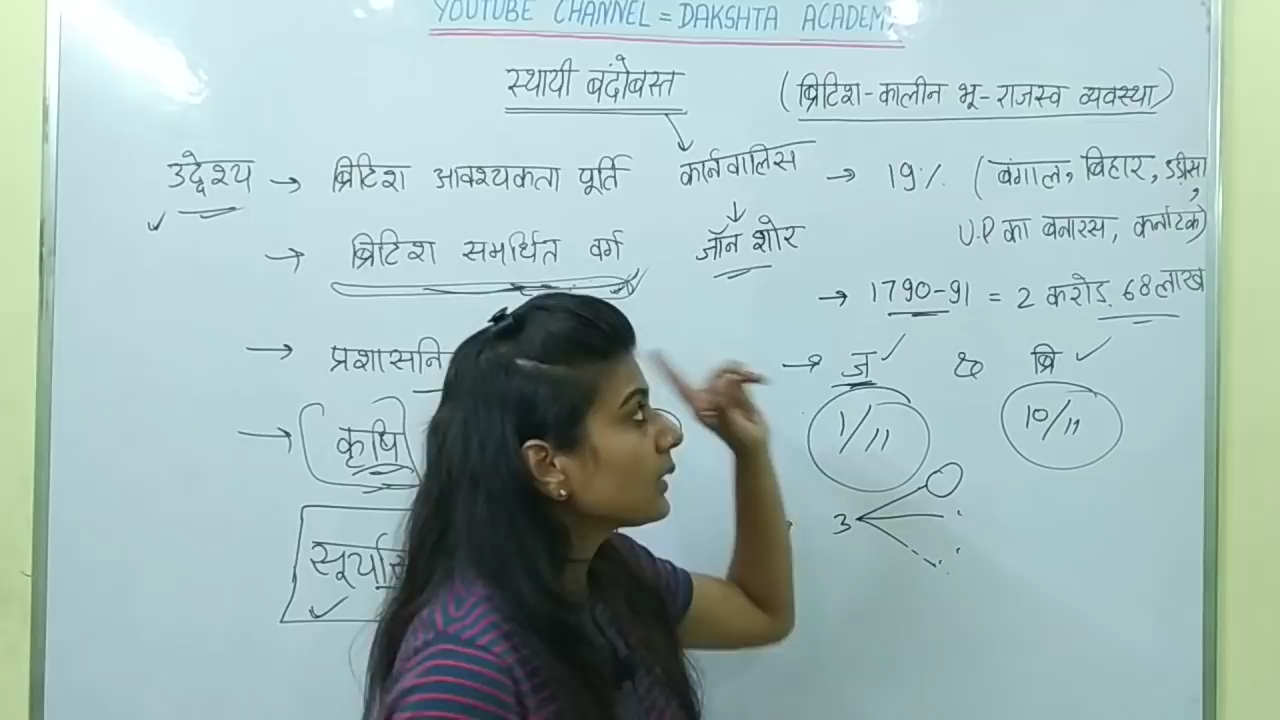 YOUTUBE CHANNEL = DAKSHTA ACADEMY
स्थायी बंदोबस्त (ब्रिटिश-कालीन भू-राजस्व व्यवस्था)
उद्देश्य → ब्रिटिश आवश्यकता पूर्ति कार्नवालिस → 19% (बंगाल, बिहार, उड़ीसा,
→ ब्रिटिश समर्थित वर्ग जॉन शोर U.P का बनारस, कर्नाटक)
→ 1790-91 = 2 करोड़ 68 लाख
→ प्रशासनि → ज & ब्रि
→ कृषि 1/11 10/11
सूर्यास 3